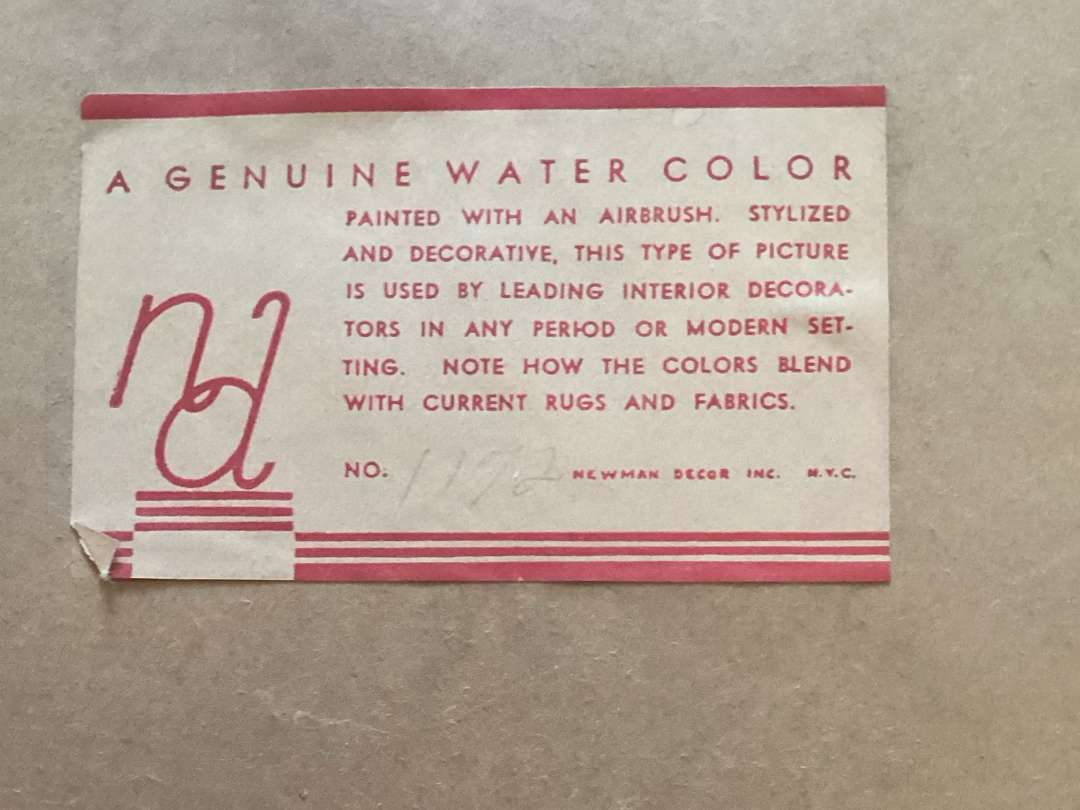 A GENUINE WATER COLOR
PAINTED WITH AN AIRBRUSH. STYLIZED
AND DECORATIVE, THIS TYPE OF PICTURE
IS USED BY LEADING INTERIOR DECORA-
TORS IN ANY PERIOD OR MODERN SET-
TING. NOTE HOW THE COLORS BLEND
WITH CURRENT RUGS AND FABRICS.
nd
NO. 1192 NEWMAN DECOR INC. N.Y.C.